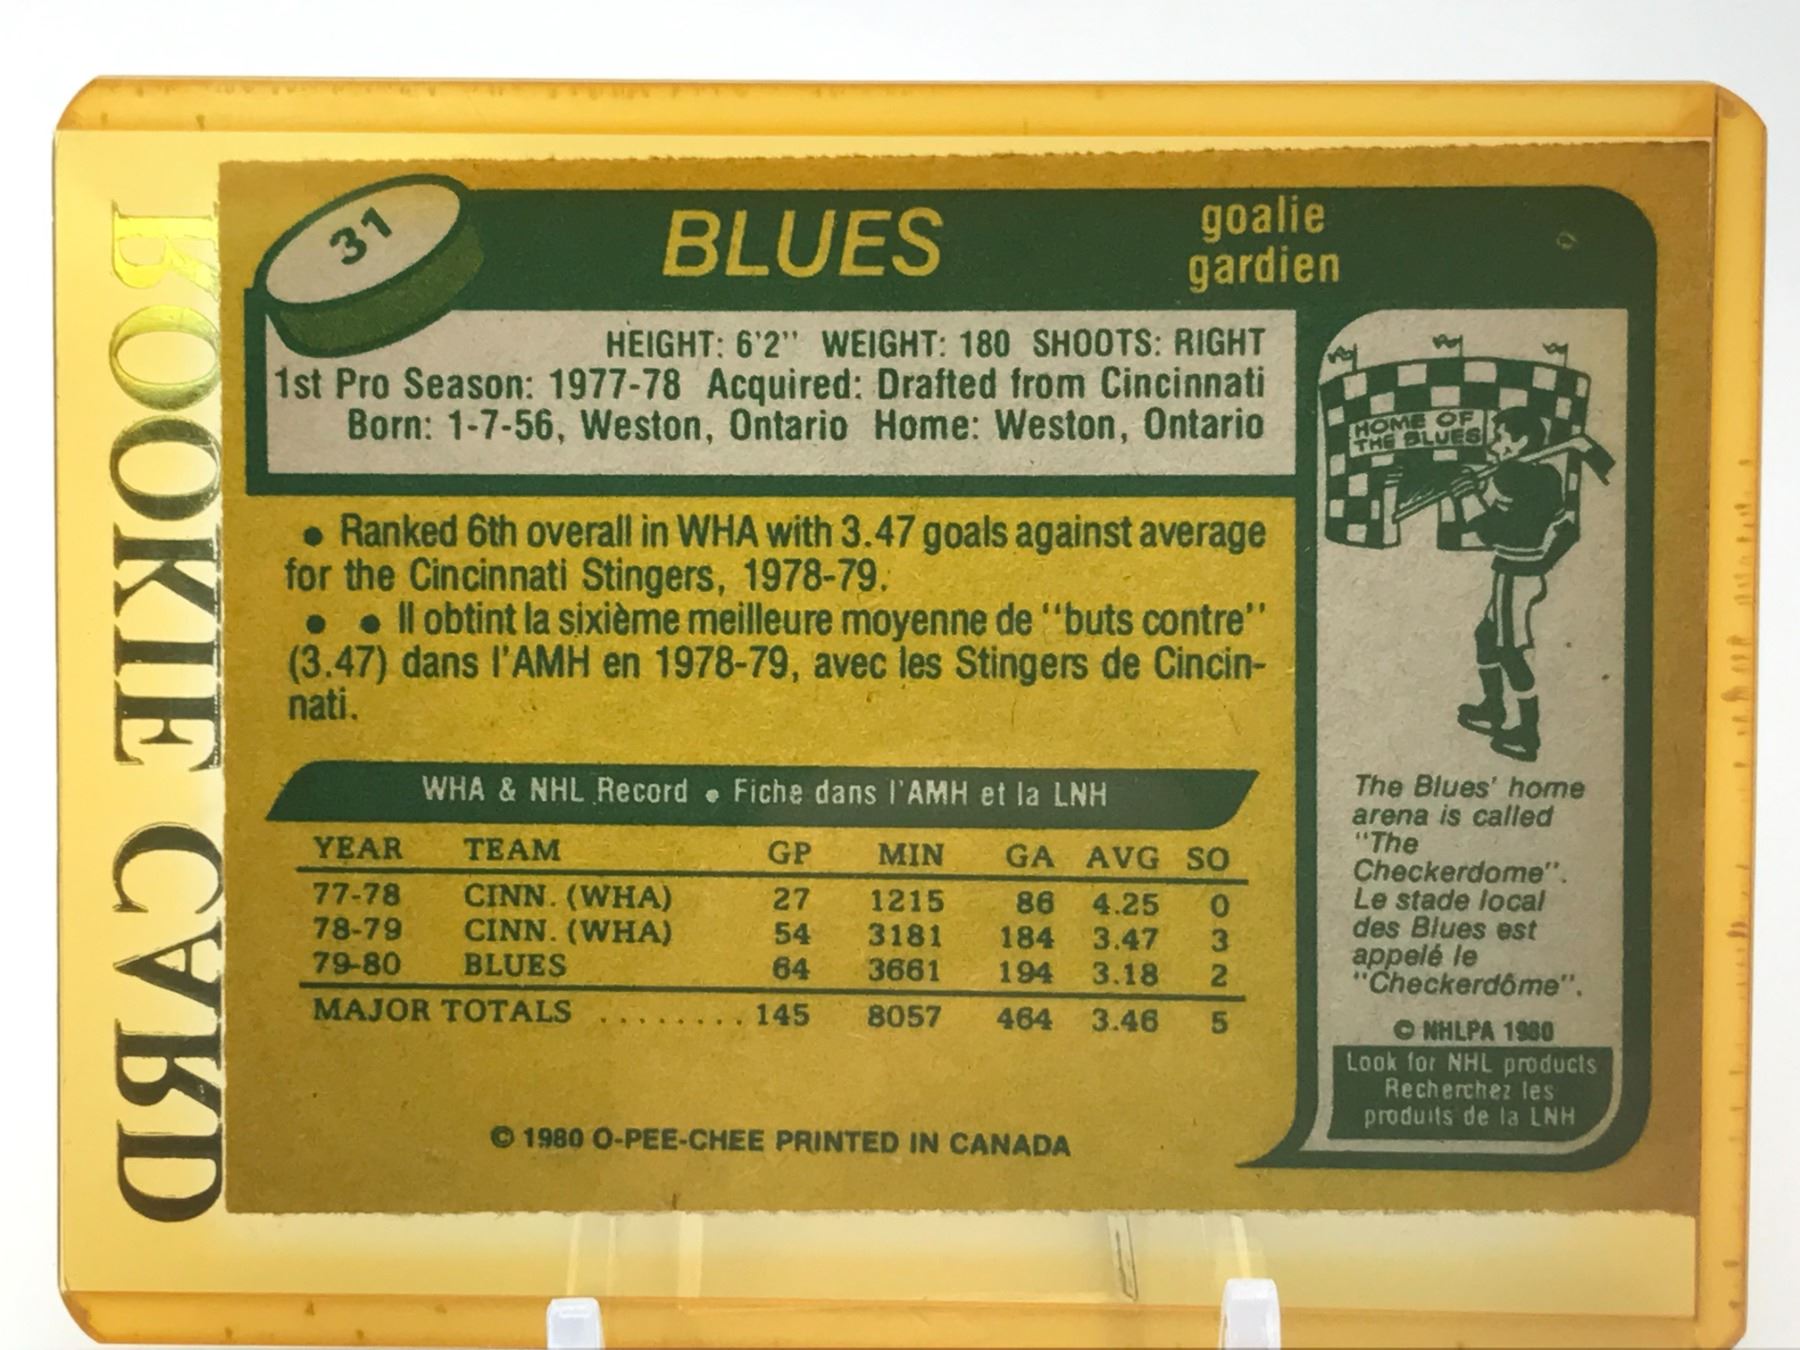 ROOKIE CARD
31
BLUES
goalie
gardien
HEIGHT: 6'2" WEIGHT: 180 SHOOTS: RIGHT
1st Pro Season: 1977-78 Acquired: Drafted from Cincinnati
Born: 1-7-56, Weston, Ontario Home: Weston, Ontario
• Ranked 6th overall in WHA with 3.47 goals against average
for the Cincinnati Stingers, 1978-79.
• • Il obtint la sixième meilleure moyenne de "buts contre"
(3.47) dans l'AMH en 1978-79, avec les Stingers de Cincin-
nati.
WHA & NHL Record • Fiche dans l'AMH et la LNH
YEAR TEAM GP MIN GA AVG SO
77-78 CINN. (WHA) 27 1215 86 4.25 0
78-79 CINN. (WHA) 54 3181 184 3.47 3
79-80 BLUES 64 3661 194 3.18 2
MAJOR TOTALS ........ 145 8057 464 3.46 5
© 1980 O-PEE-CHEE PRINTED IN CANADA
HOME OF
THE BLUES
The Blues' home
arena is called
"The
Checkerdome".
Le stade local
des Blues est
appelé le
"Checkerdôme".
© NHLPA 1980
Look for NHL products
Recherchez les
produits de la LNH